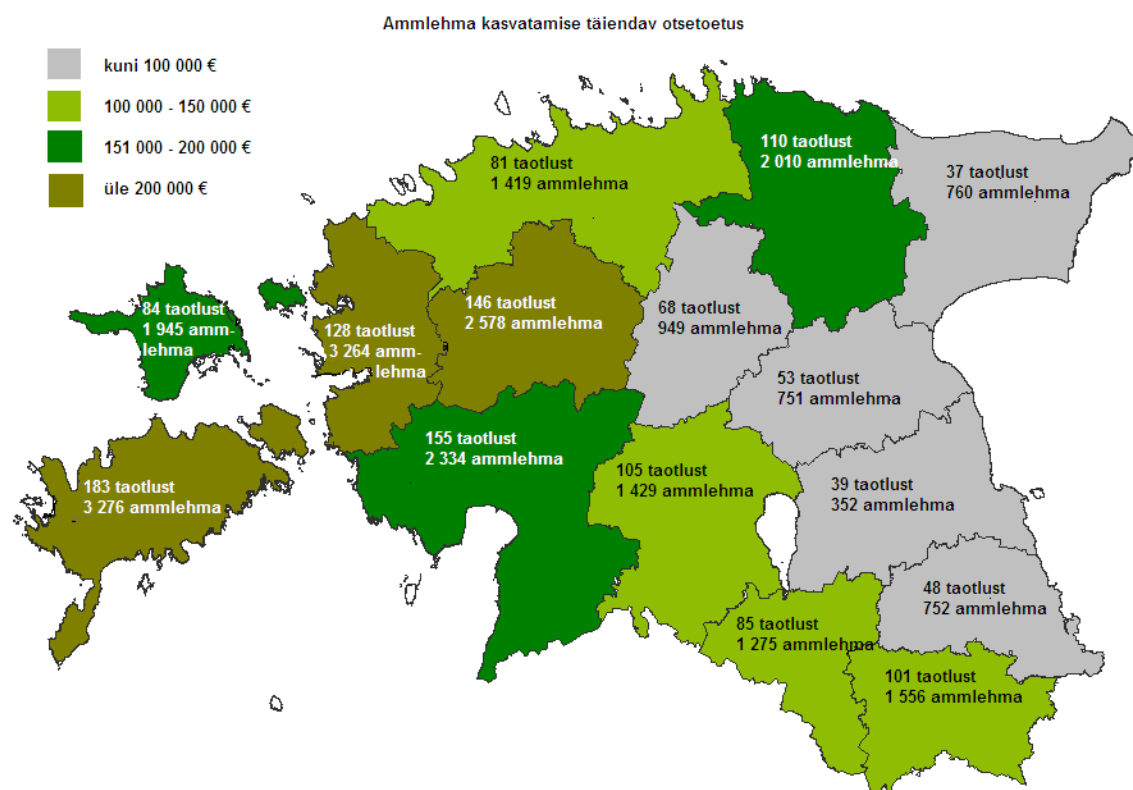 Ammlehma kasvatamise täiendav otsetoetus
kuni 100 000 €
100 000 - 150 000 €
151 000 - 200 000 €
üle 200 000 €
81 taotlust
1 419 ammlehma
110 taotlust
2 010 ammlehma
37 taotlust
760 ammlehma
84 taotlust
1 945 amm-
lehma
128 taotlust
3 264 amm-
lehma
146 taotlust
2 578 ammlehma
68 taotlust
949 ammlehma
53 taotlust
751 ammlehma
183 taotlust
3 276 ammlehma
155 taotlust
2 334 ammlehma
105 taotlust
1 429 ammlehma
39 taotlust
352 ammlehma
48 taotlust
752 ammlehma
85 taotlust
1 275 ammlehma
101 taotlust
1 556 ammlehma